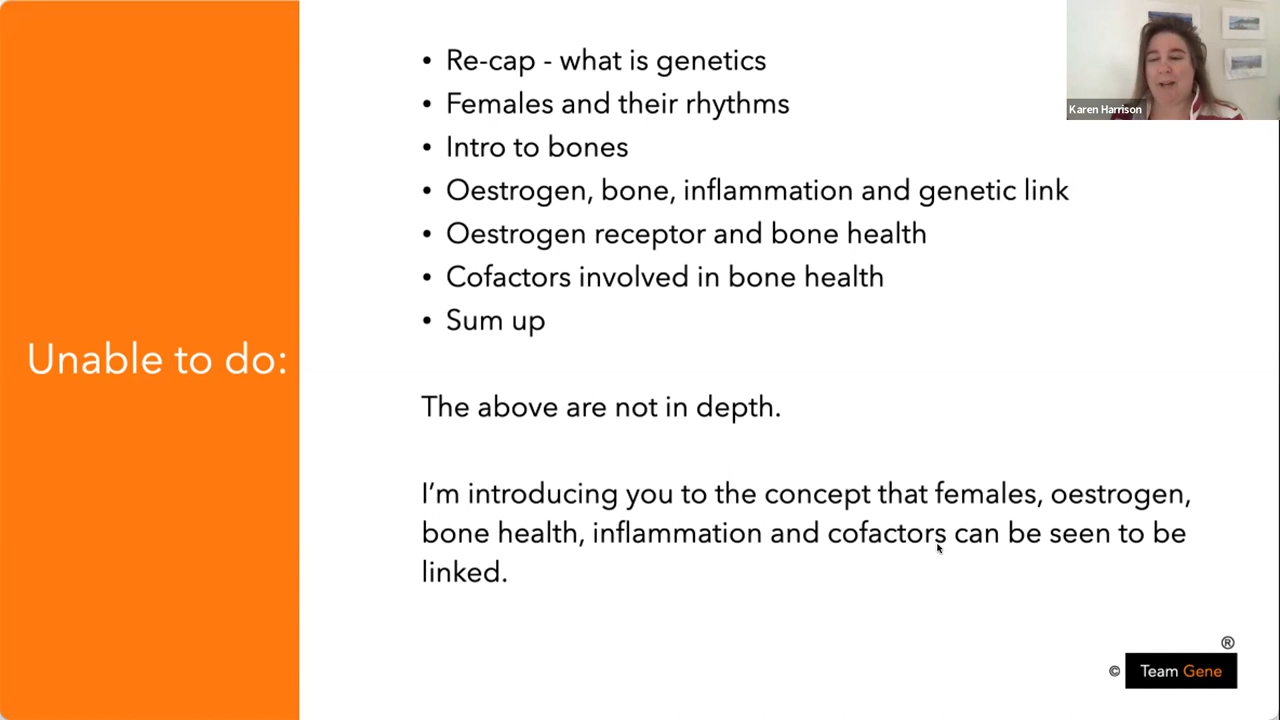 Unable to do:
• Re-cap - what is genetics
• Females and their rhythms
• Intro to bones
• Oestrogen, bone, inflammation and genetic link
• Oestrogen receptor and bone health
• Cofactors involved in bone health
• Sum up
The above are not in depth.
I’m introducing you to the concept that females, oestrogen,
bone health, inflammation and cofactors can be seen to be
linked.
Karen Harrison
®
© Team Gene